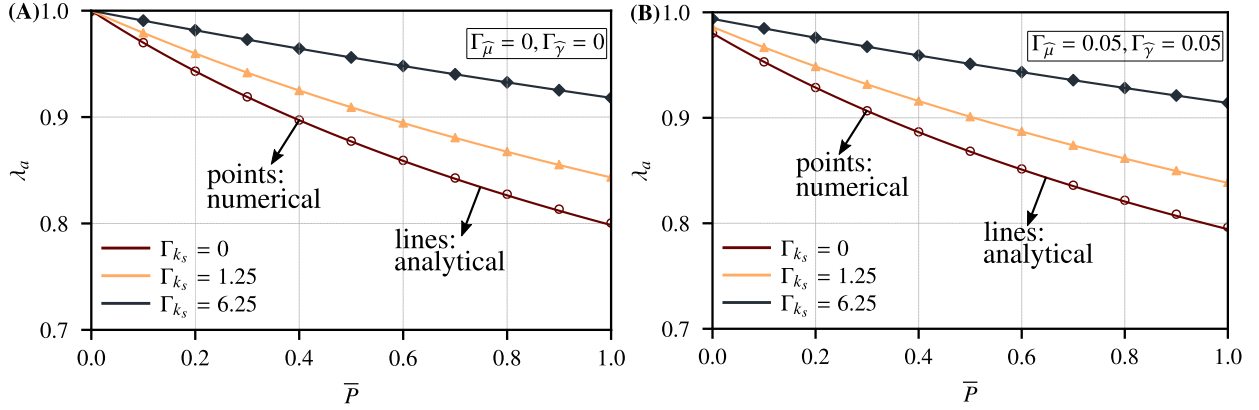 (A)
1.0
0.9
0.8
0.7
λₐ
Γ_μ̂ = 0, Γ_γ̂ = 0
points:
numerical
lines:
analytical
Γ_{k_s} = 0
Γ_{k_s} = 1.25
Γ_{k_s} = 6.25
0.0 0.2 0.4 0.6 0.8 1.0
P̅
(B)
1.0
0.9
0.8
0.7
λₐ
Γ_μ̂ = 0.05, Γ_γ̂ = 0.05
points:
numerical
lines:
analytical
Γ_{k_s} = 0
Γ_{k_s} = 1.25
Γ_{k_s} = 6.25
0.0 0.2 0.4 0.6 0.8 1.0
P̅